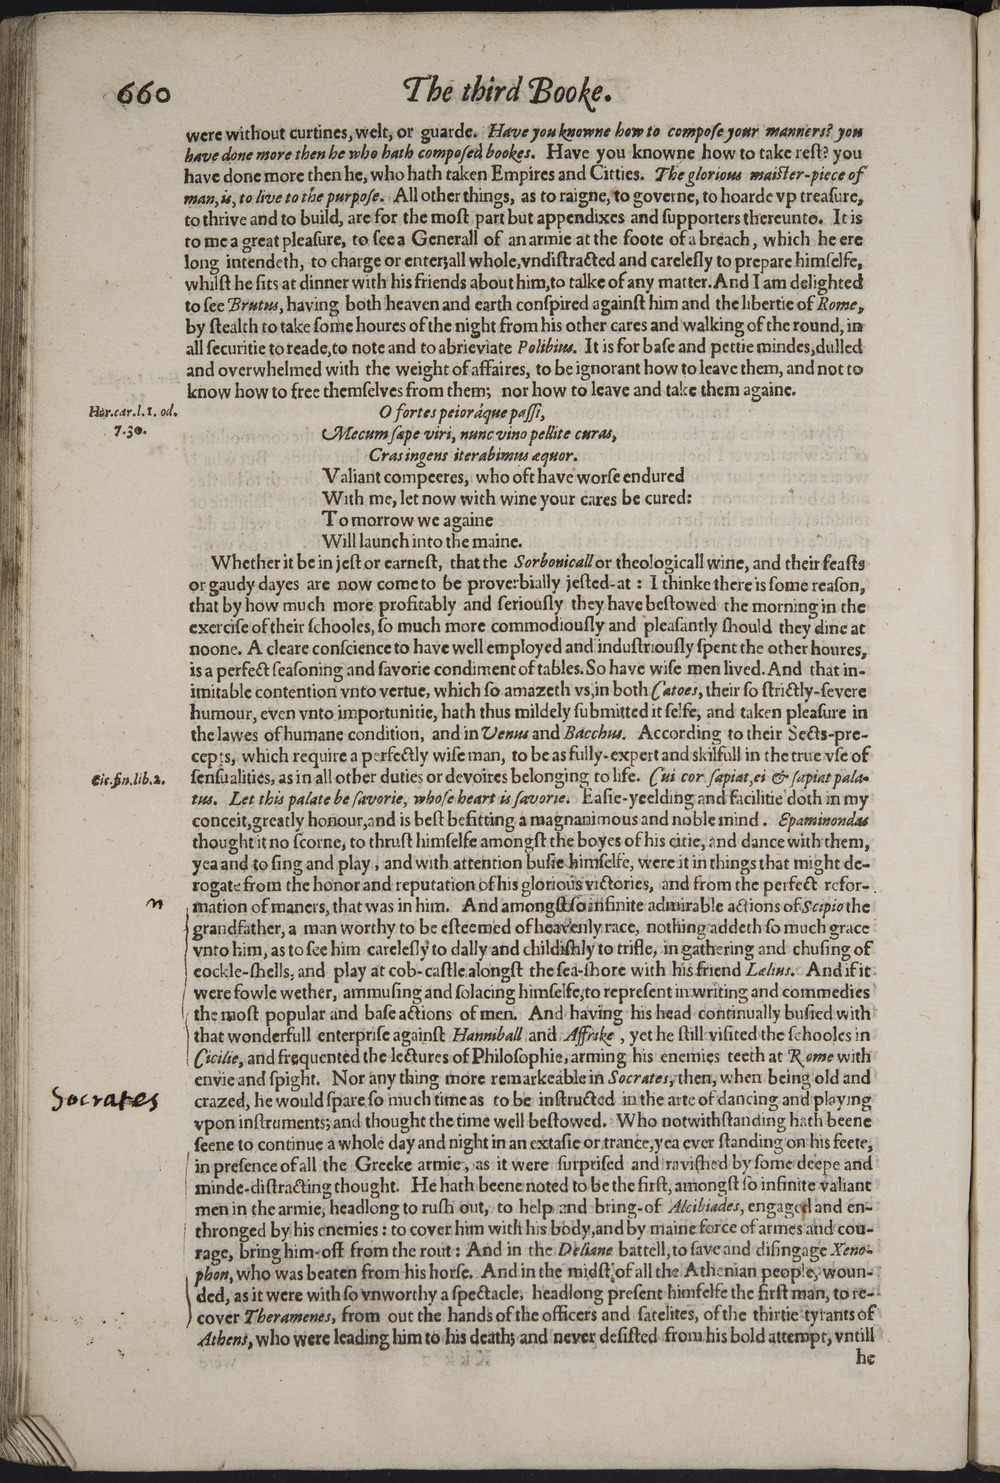 660
The third Booke.
were without curtines, welt, or guarde. Have you knowne how to compoſe your manners? you
have done more then he who hath compoſed bookes. Have you knowne how to take reſt? you
have done more then he, who hath taken Empires and Citties. The glorious maiſter-piece of
man, is, to live to the purpoſe. All other things, as to raigne, to governe, to hoarde vp treaſure,
to thrive and to build, are for the moſt part but appendixes and ſupporters thereunto. It is
to me a great pleaſure, to ſee a Generall of an armie at the foote of a breach, which he ere
long intendeth, to charge or enter; all whole, vndiſtracted and careleſly to prepare himſelfe,
whilſt he ſits at dinner with his friends about him, to talke of any matter. And I am delighted
to ſee Brutus, having both heaven and earth conſpired againſt him and the libertie of Rome,
by ſtealth to take ſome houres of the night from his other cares and walking of the round, in
all ſecuritie to reade, to note and to abrieviate Polibius. It is for baſe and pettie mindes, dulled
and overwhelmed with the weight of affaires, to be ignorant how to leave them, and not to
know how to free themſelves from them; nor how to leave and take them againe.
Hor. car. l. 1. od.
7. 30.
O fortes peioráque paſſi,
Mecum ſæpe viri, nunc vino pellite curas,
Cras ingens iterabimus æquor.
Valiant compeeres, who oft have worſe endured
With me, let now with wine your cares be cured:
To morrow we againe
Will launch into the maine.
Whether it be in jeſt or earneſt, that the Sorbonicall or theologicall wine, and their feaſts
or gaudy dayes are now come to be proverbially jeſted-at : I thinke there is ſome reaſon,
that by how much more profitably and ſeriouſly they have beſtowed the morning in the
exerciſe of their ſchooles, ſo much more commodiouſly and pleaſantly ſhould they dine at
noone. A cleare conſcience to have well employed and induſtriouſly ſpent the other houres,
is a perfect ſeaſoning and ſavorie condiment of tables. So have wiſe men lived. And that in-
imitable contention vnto vertue, which ſo amazeth vs, in both Catoes, their ſo ſtrictly-ſevere
humour, even vnto importunitie, hath thus mildely ſubmitted it ſelfe, and taken pleaſure in
the lawes of humane condition, and in Venus and Bacchus. According to their Sects-pre-
cepts, which require a perfectly wiſe man, to be as fully-expert and skilfull in the true vſe of
Cic. fin. lib. 2.
ſenſualities, as in all other duties or devoires belonging to life. Cui cor ſapiat, ei & ſapiat pala-
tus. Let this palate be ſavorie, whoſe heart is ſavorie. Eaſie-yeelding and facilitie doth in my
conceit, greatly honour, and is beſt befitting a magnanimous and noble mind. Epaminondas
thought it no ſcorne, to thruſt himſelfe amongſt the boyes of his citie, and dance with them,
yea and to ſing and play, and with attention buſie himſelfe, were it in things that might de-
rogate from the honor and reputation of his glorious victories, and from the perfect refor-
mation of maners, that was in him. And amongſt ſo infinite admirable actions of Scipio the
grandfather, a man worthy to be eſteemed of heavenly race, nothing addeth ſo much grace
vnto him, as to ſee him careleſly to dally and childiſhly to trifle, in gathering and chuſing of
cockle-ſhells, and play at cob-caſtle alongſt the ſea-ſhore with his friend Lælius. And if it
were fowle wether, ammuſing and ſolacing himſelfe, to repreſent in writing and commedies
the moſt popular and baſe actions of men. And having his head continually buſied with
that wonderfull enterpriſe againſt Hanniball and Affrike, yet he ſtill viſited the ſchooles in
Cicilie, and frequented the lectures of Philoſophie, arming his enemies teeth at Rome with
envie and ſpight. Nor any thing more remarkeable in Socrates, then, when being old and
Socrates
crazed, he would ſpare ſo much time as to be inſtructed in the arte of dancing and playing
vpon inſtruments; and thought the time well beſtowed. Who notwithſtanding hath beene
ſeene to continue a whole day and night in an extaſie or trance, yea ever ſtanding on his feete,
in preſence of all the Greeke armie, as it were ſurpriſed and raviſhed by ſome deepe and
minde-diſtracting thought. He hath beene noted to be the firſt, amongſt ſo infinite valiant
men in the armie, headlong to ruſh out, to help and bring-of Alcibiades, engaged and en-
thronged by his enemies : to cover him with his body, and by maine force of armes and cou-
rage, bring him-off from the rout : And in the Deliane battell, to ſave and diſingage Xeno-
phon, who was beaten from his horſe. And in the midſt of all the Athenian people, woun-
ded, as it were with ſo vnworthy a ſpectacle, headlong preſent himſelfe the firſt man, to re-
cover Theramenes, from out the hands of the officers and ſatelites, of the thirtie tyrants of
Athens, who were leading him to his death; and never deſiſted from his bold attempt, vntill
he